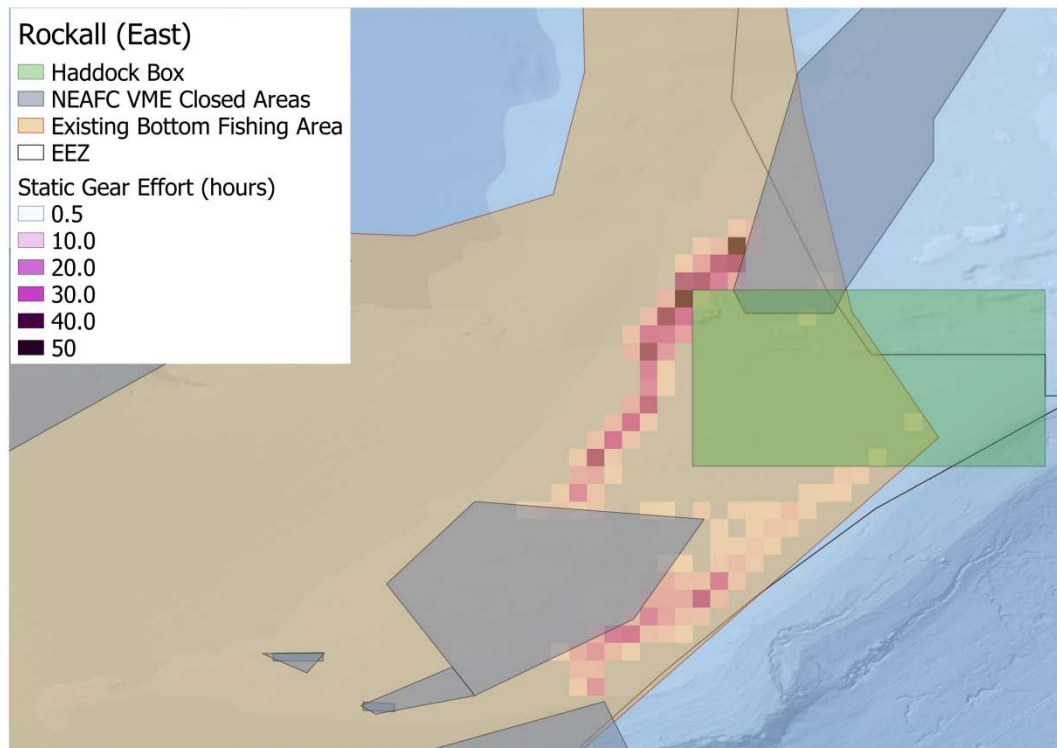 Rockall (East)
Haddock Box
NEAFC VME Closed Areas
Existing Bottom Fishing Area
EEZ
Static Gear Effort (hours)
0.5
10.0
20.0
30.0
40.0
50